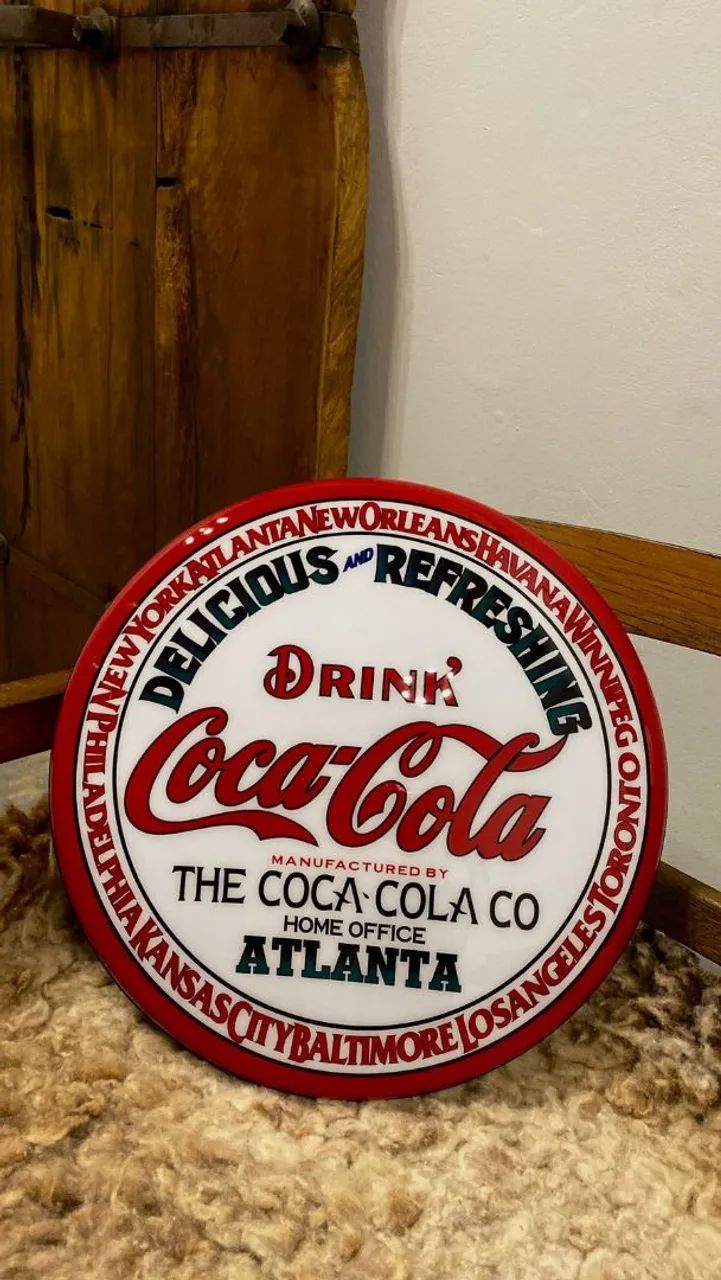 NEW YORK ATLANTA NEW ORLEANS HAVANA WINNIPEG O TORONTO LOS ANGELES BALTIMORE KANSAS CITY PHILADELPHIA
DELICIOUS AND REFRESHING
DRINK
Coca-Cola
MANUFACTURED BY
THE COCA-COLA CO
HOME OFFICE
ATLANTA